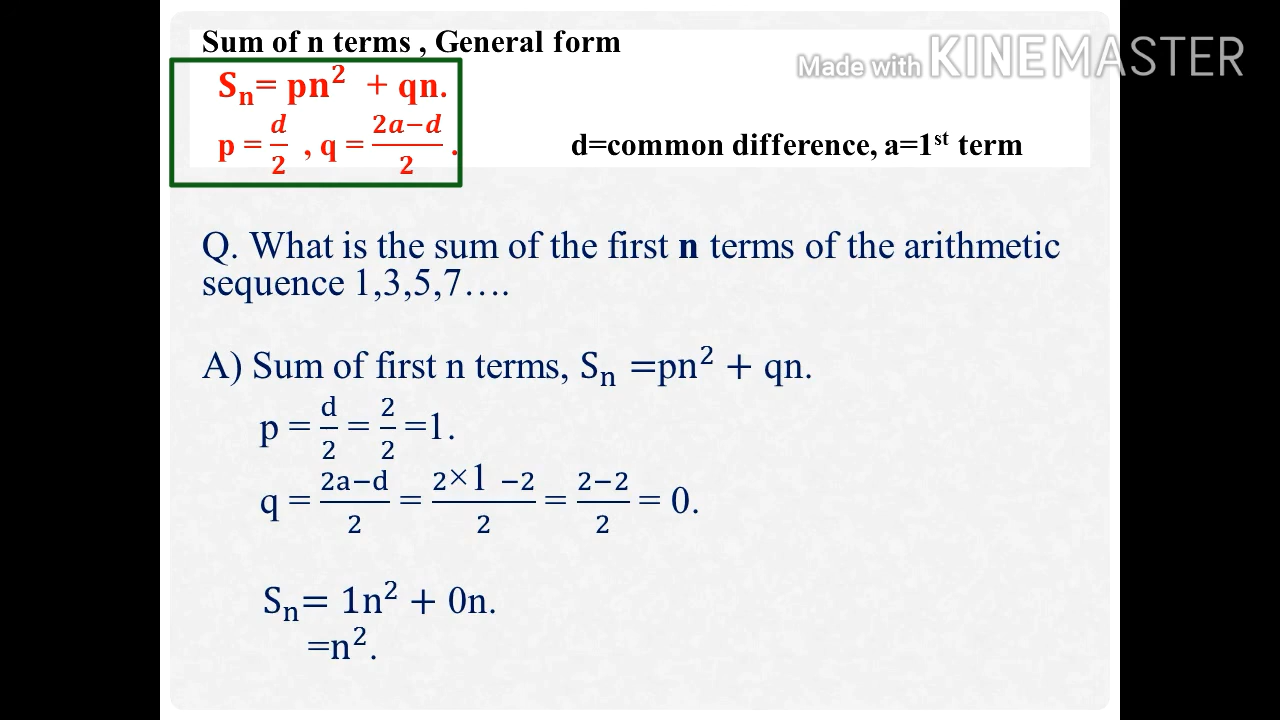 Sum of n terms , General form
Made with KINEMASTER
Sₙ= pn² + qn.
p = d/2 , q = 2a−d/2 .
d=common difference, a=1ˢᵗ term
Q. What is the sum of the first n terms of the arithmetic
sequence 1,3,5,7….
A) Sum of first n terms, Sₙ =pn² + qn.
p = d/2 = 2/2 =1.
q = 2a−d/2 = 2×1 −2/2 = 2−2/2 = 0.
Sₙ= 1n² + 0n.
=n².